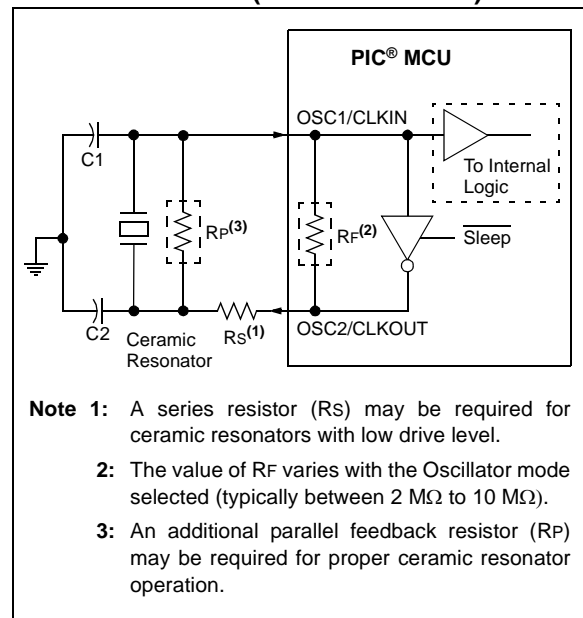 PIC® MCU
OSC1/CLKIN
C1
To Internal
Logic
RP(3)
RF(2)
Sleep
C2
Ceramic
Resonator
RS(1)
OSC2/CLKOUT
Note 1: A series resistor (RS) may be required for
ceramic resonators with low drive level.
2: The value of RF varies with the Oscillator mode
selected (typically between 2 MΩ to 10 MΩ).
3: An additional parallel feedback resistor (RP)
may be required for proper ceramic resonator
operation.